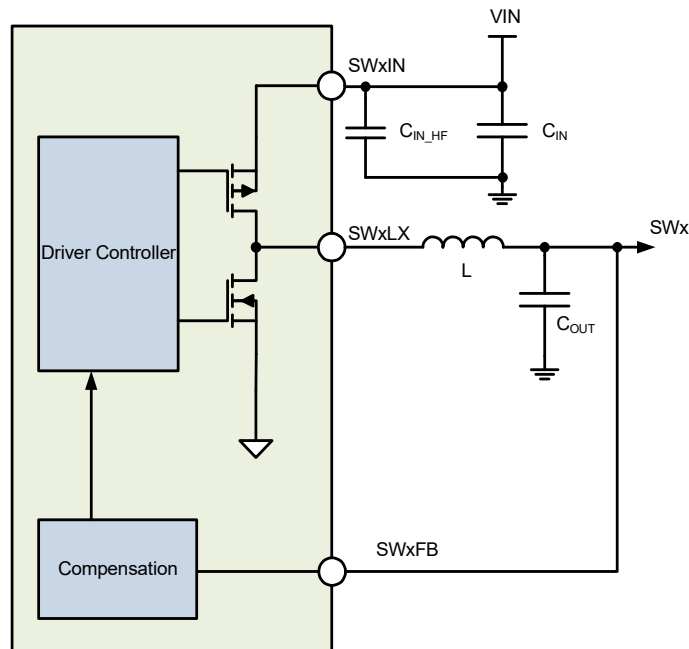 VIN
SWxIN
C_IN_HF
C_IN
Driver Controller
SWxLX
SWx
L
C_OUT
SWxFB
Compensation